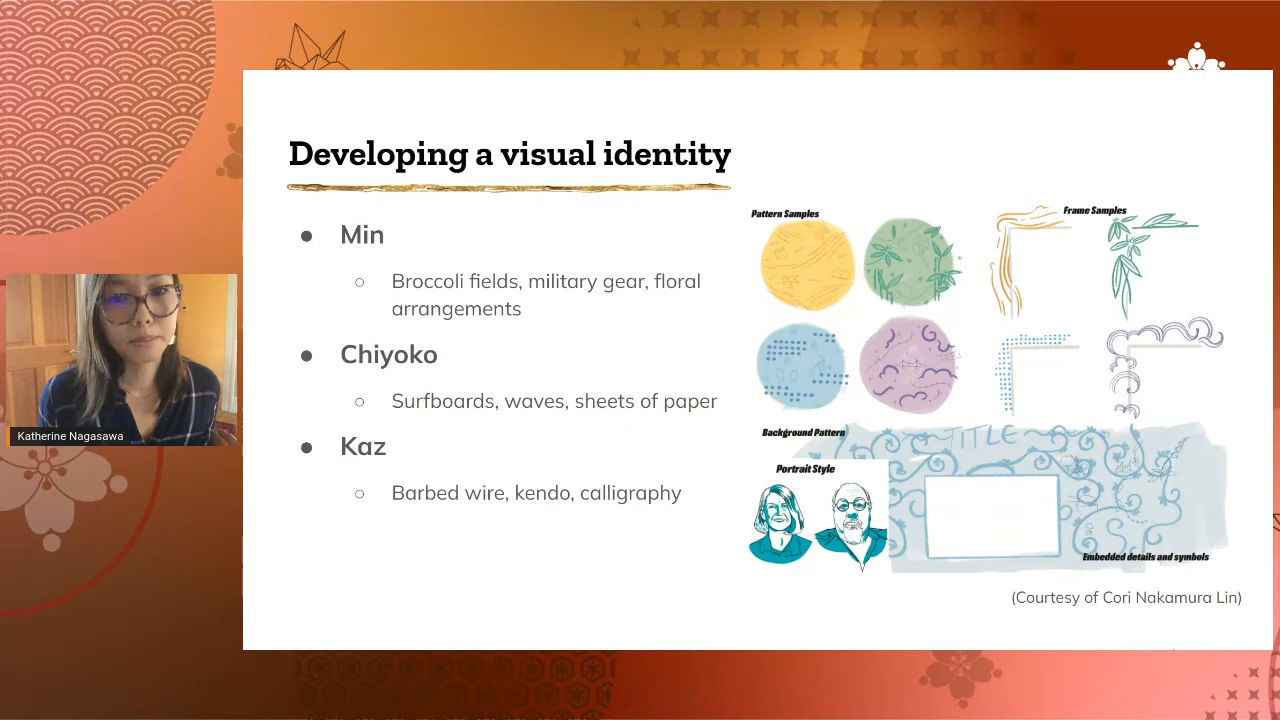 Developing a visual identity
Min
Broccoli fields, military gear, floral
arrangements
Chiyoko
Surfboards, waves, sheets of paper
Kaz
Barbed wire, kendo, calligraphy
Pattern Samples
Frame Samples
Background Pattern
TITLE
Portrait Style
Embedded details and symbols
(Courtesy of Cori Nakamura Lin)
Katherine Nagasawa